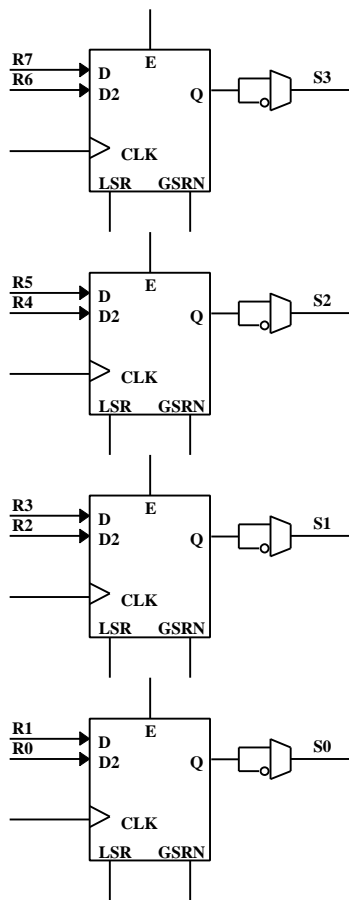 E
R7
D
R6
D2
Q
S3
CLK
LSR GSRN
E
R5
D
R4
D2
Q
S2
CLK
LSR GSRN
E
R3
D
R2
D2
Q
S1
CLK
LSR GSRN
E
R1
D
R0
D2
Q
S0
CLK
LSR GSRN